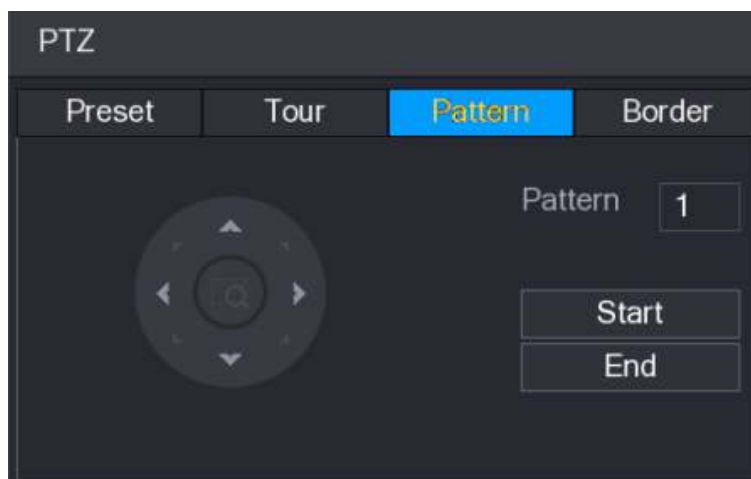 PTZ
Preset Tour Pattern Border
Pattern 1
Start
End